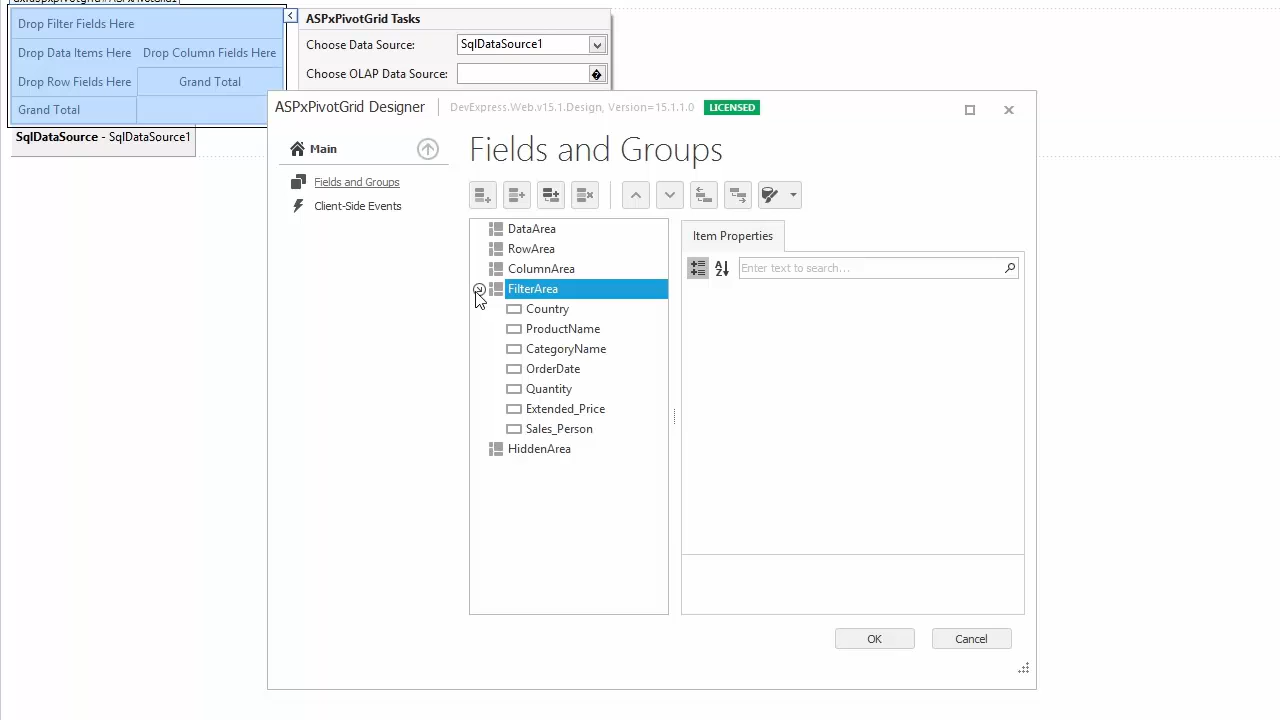 ASPxPivotGrid Tasks
Drop Filter Fields Here
Choose Data Source: SqlDataSource1
Drop Data Items Here Drop Column Fields Here
Choose OLAP Data Source:
Drop Row Fields Here Grand Total
Grand Total
SqlDataSource - SqlDataSource1
ASPxPivotGrid Designer DevExpress.Web.v15.1.Design, Version=15.1.1.0 LICENSED
Main
Fields and Groups
Client-Side Events
Fields and Groups
DataArea
RowArea
ColumnArea
FilterArea
Country
ProductName
CategoryName
OrderDate
Quantity
Extended_Price
Sales_Person
HiddenArea
Item Properties
A
Z
Enter text to search...
OK Cancel